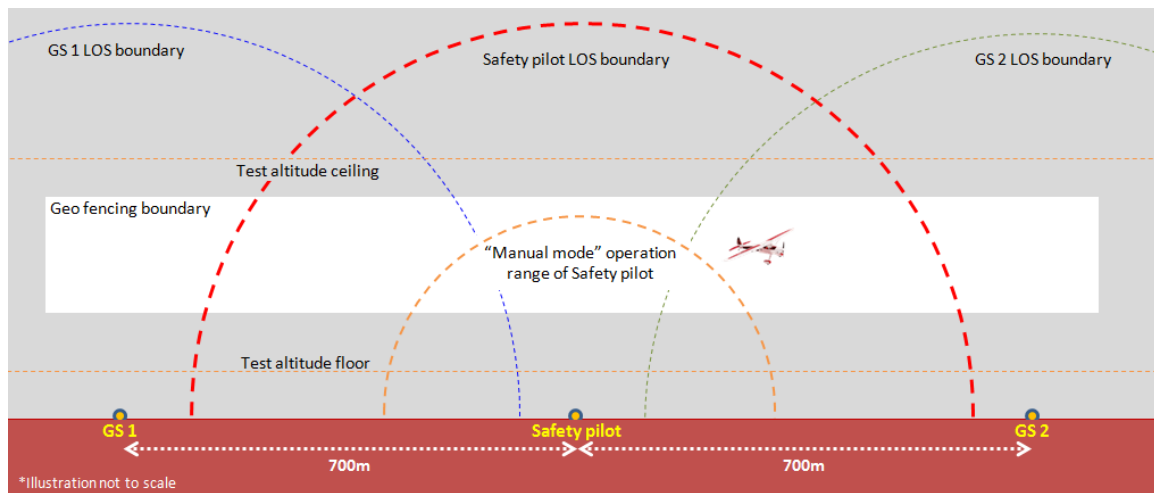 GS 1 LOS boundary
Safety pilot LOS boundary
GS 2 LOS boundary
Test altitude ceiling
Geo fencing boundary
“Manual mode” operation
range of Safety pilot
Test altitude floor
GS 1
Safety pilot
GS 2
700m
700m
*Illustration not to scale